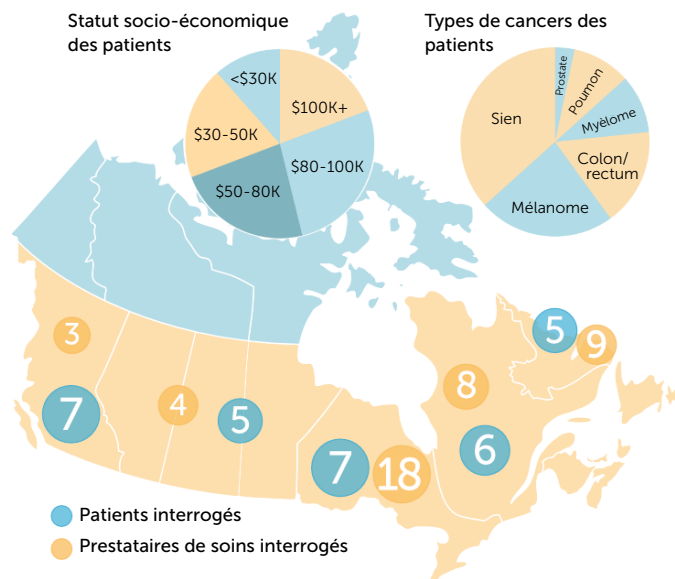 Statut socio-économique
des patients
<$30K
$100K+
$30-50K
$80-100K
$50-80K
Types de cancers des
patients
Prostate
Poumon
Sien
Myèlome
Colon/
rectum
Mélanome
3
7
4
5
7
18
8
6
5
9
Patients interrogés
Prestataires de soins interrogés